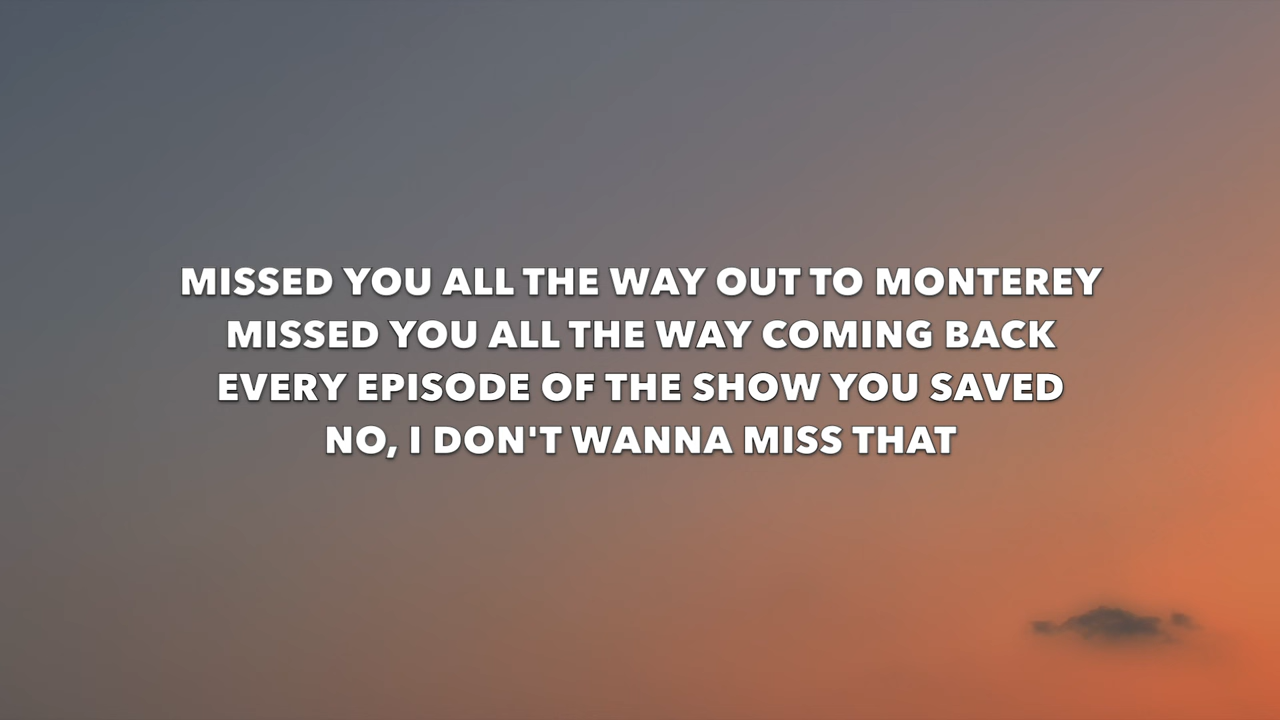 MISSED YOU ALL THE WAY OUT TO MONTEREY
MISSED YOU ALL THE WAY COMING BACK
EVERY EPISODE OF THE SHOW YOU SAVED
NO, I DON'T WANNA MISS THAT